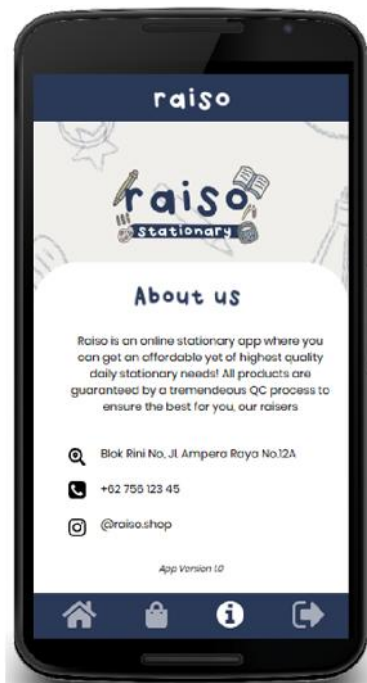 raiso
raiso
stationary
About us
Raiso is an online stationary app where you
can get an affordable yet of highest quality
daily stationary needs! All products are
guaranteed by a tremendeous QC process to
ensure the best for you, our raisers
Blok Rini No, Jl. Ampera Raya No.12A
+62 756 123 45
@raiso.shop
App Version 1.0